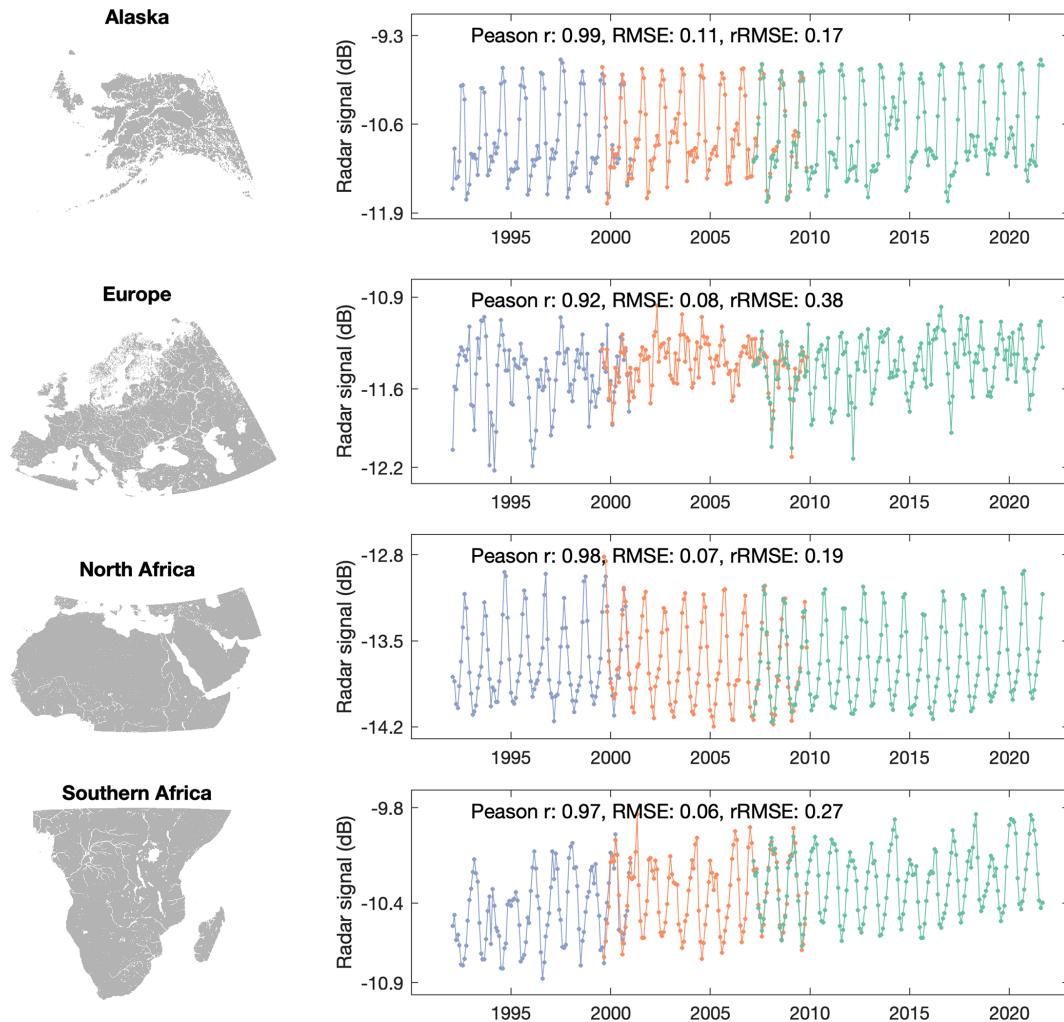 Alaska
Radar signal (dB)
-9.3
-10.6
-11.9
Peason r: 0.99, RMSE: 0.11, rRMSE: 0.17
1995 2000 2005 2010 2015 2020
Europe
Radar signal (dB)
-10.9
-11.6
-12.2
Peason r: 0.92, RMSE: 0.08, rRMSE: 0.38
1995 2000 2005 2010 2015 2020
North Africa
Radar signal (dB)
-12.8
-13.5
-14.2
Peason r: 0.98, RMSE: 0.07, rRMSE: 0.19
1995 2000 2005 2010 2015 2020
Southern Africa
Radar signal (dB)
-9.8
-10.4
-10.9
Peason r: 0.97, RMSE: 0.06, rRMSE: 0.27
1995 2000 2005 2010 2015 2020